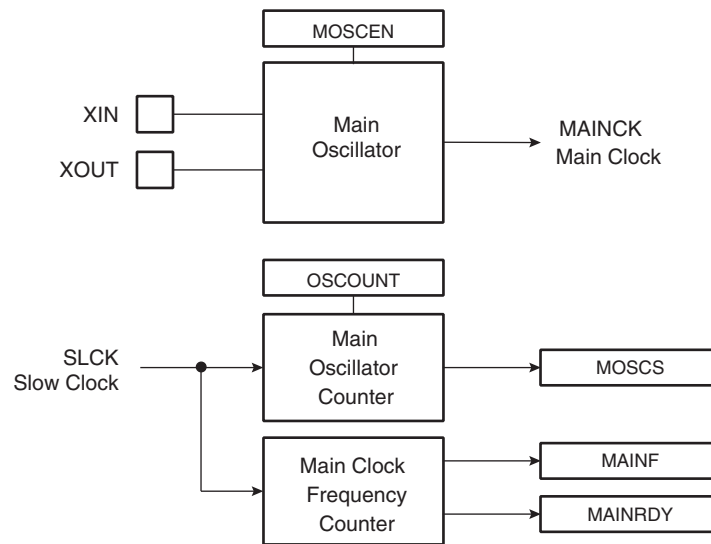 MOSCEN
XIN
XOUT
Main
Oscillator
MAINCK
Main Clock
OSCOUNT
SLCK
Slow Clock
Main
Oscillator
Counter
MOSCS
Main Clock
Frequency
Counter
MAINF
MAINRDY